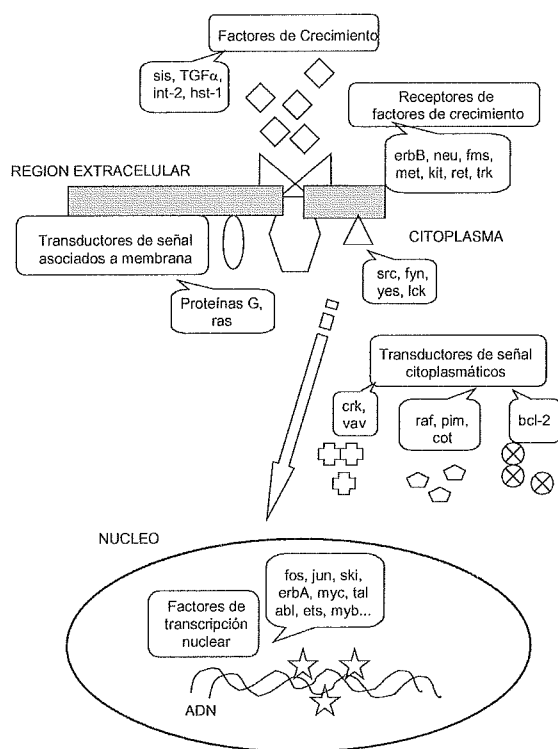 Factores de Crecimiento
sis, TGFα,
int-2, hst-1
Receptores de
factores de crecimiento
erbB, neu, fms,
met, kit, ret, trk
REGION EXTRACELULAR
Transductores de señal
asociados a membrana
CITOPLASMA
Proteínas G,
ras
src, fyn,
yes, lck
Transductores de señal
citoplasmáticos
crk,
vav
raf, pim,
cot
bcl-2
NUCLEO
fos, jun, ski,
erbA, myc, tal
abl, ets, myb...
Factores de
transcripción
nuclear
ADN